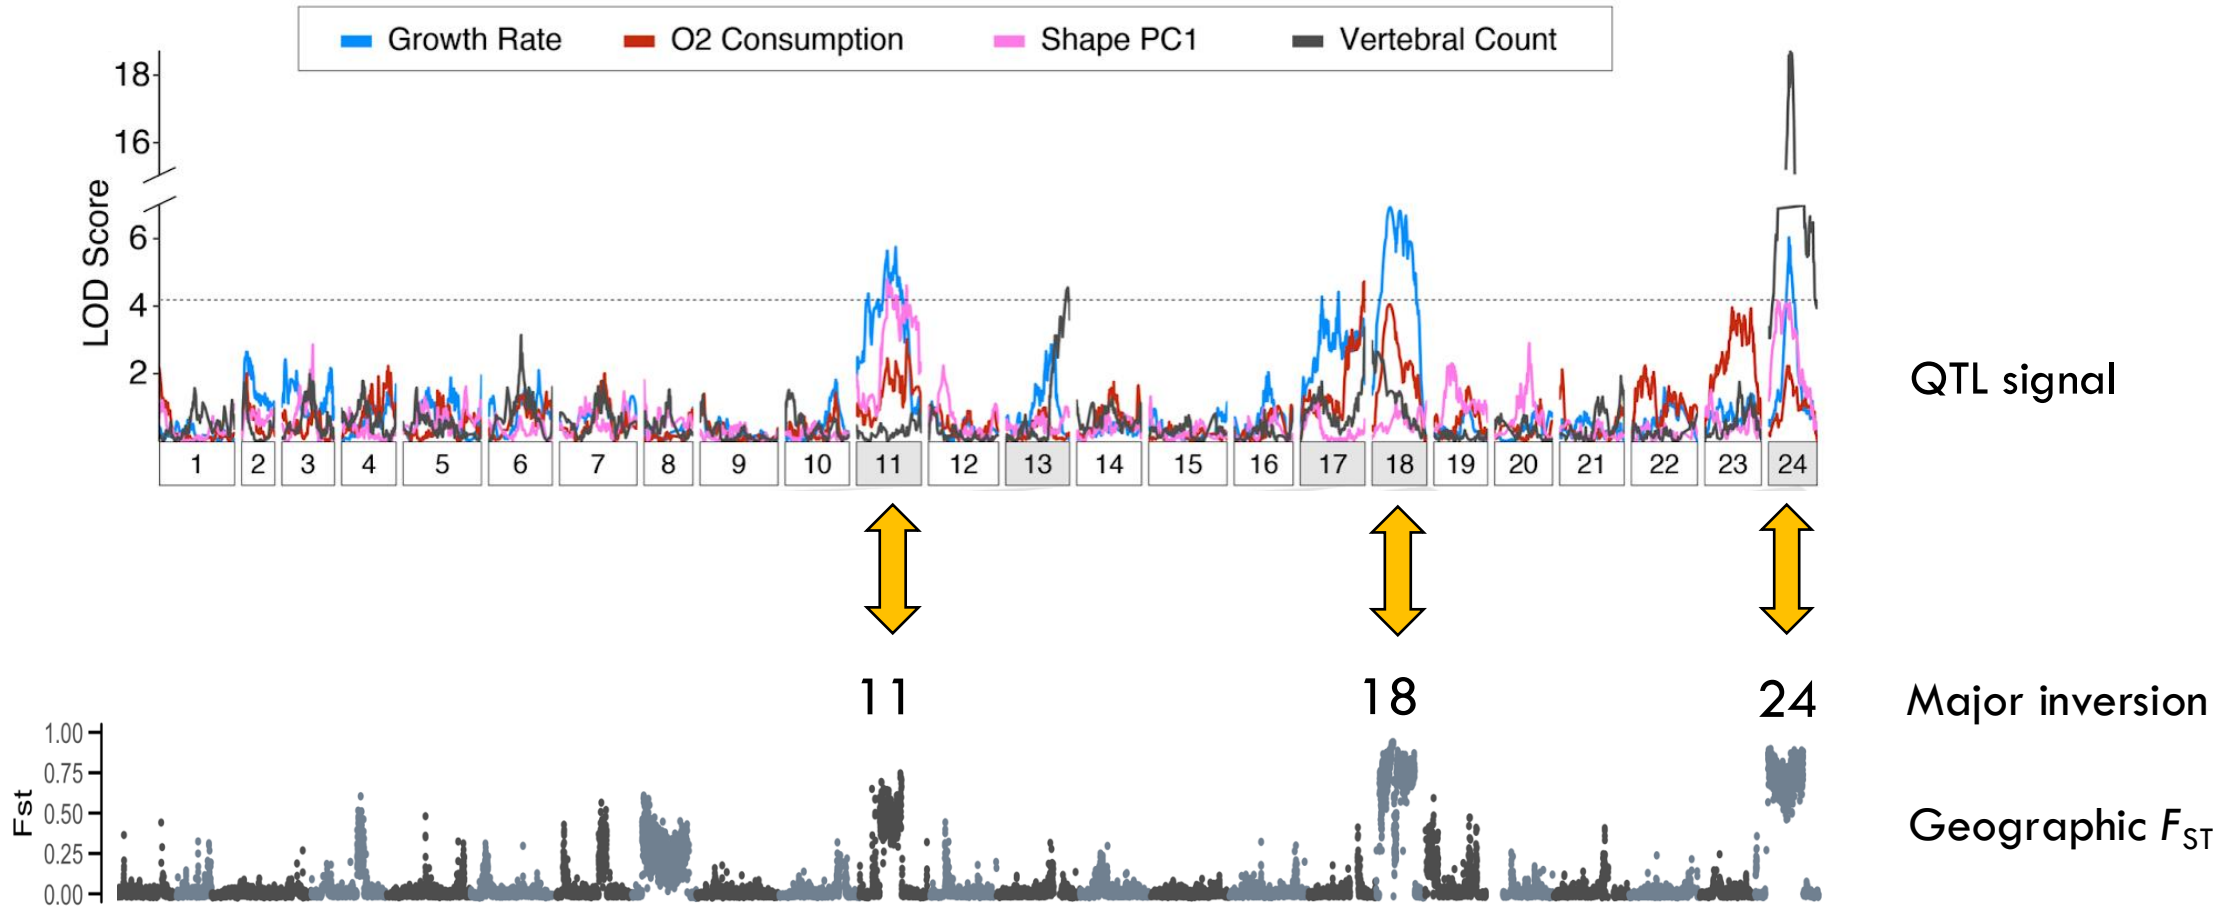 Growth Rate O2 Consumption Shape PC1 Vertebral Count
18
16
6
4
2
LOD Score
QTL signal
1 2 3 4 5 6 7 8 9 10 11 12 13 14 15 16 17 18 19 20 21 22 23 24
11 18 24 Major inversion
1.00
0.75
0.50
0.25
0.00
Fst
Geographic FST